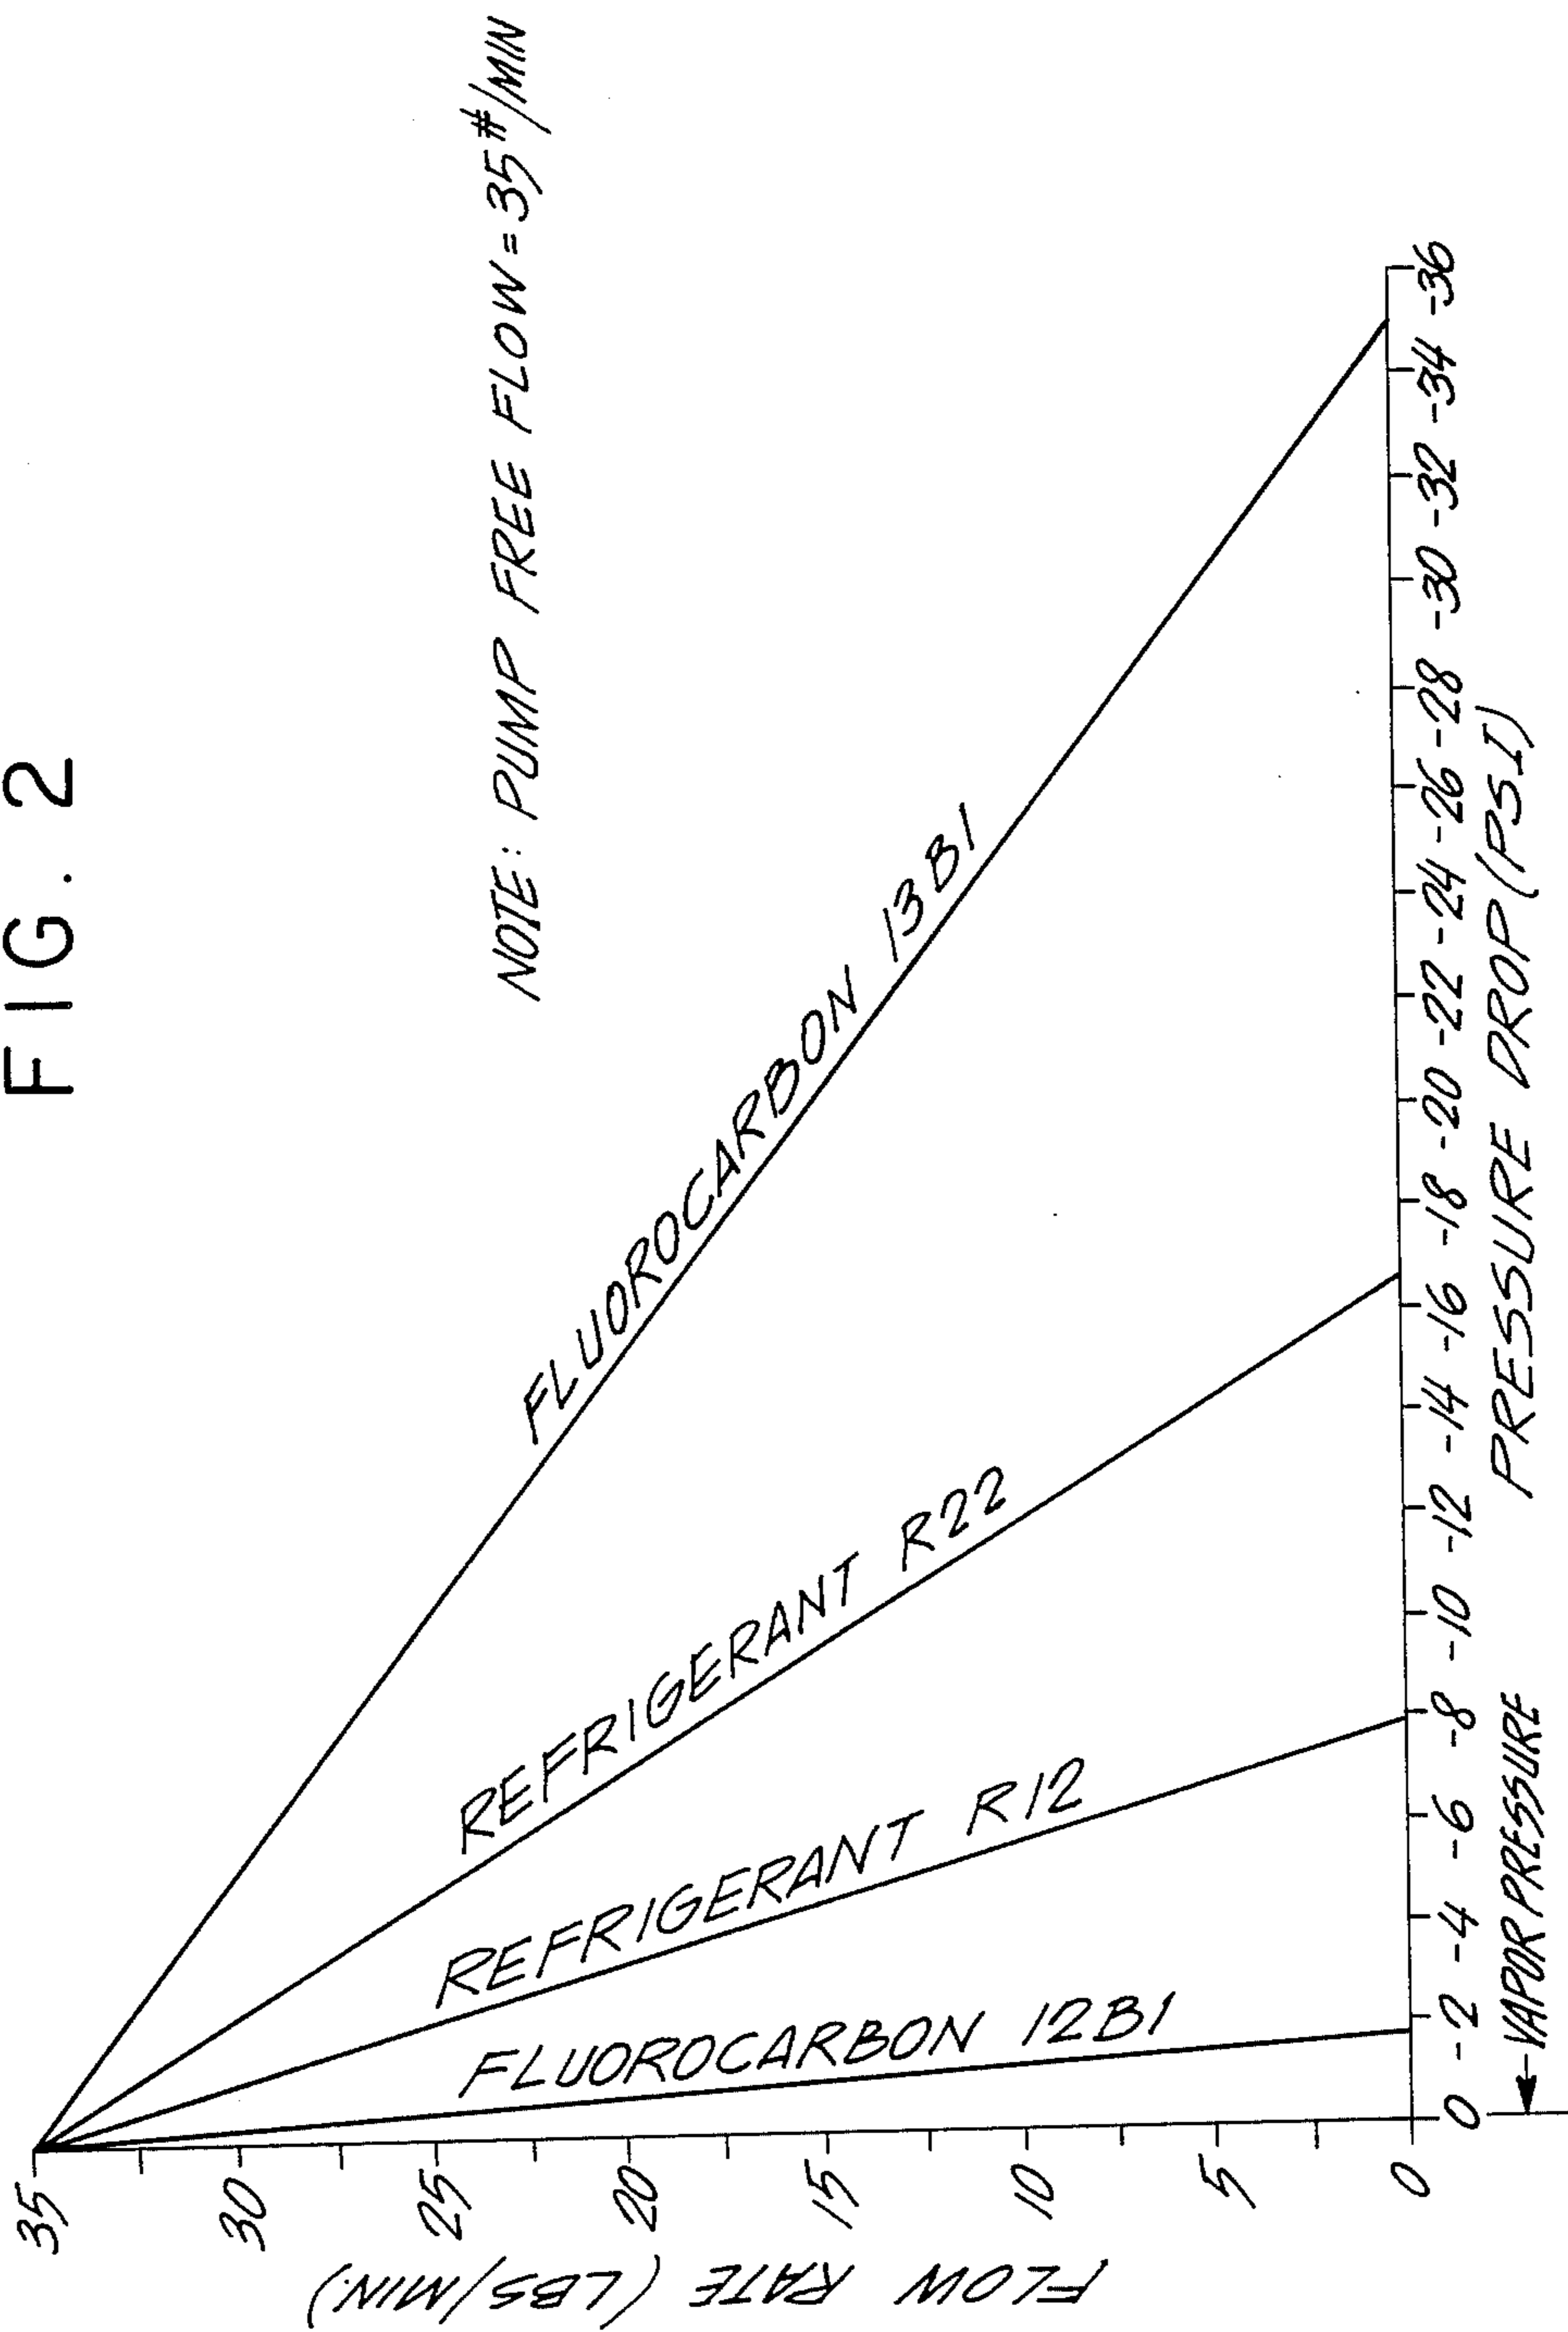 FIG. 2
NOTE: PUMP FREE FLOW = 35#/MIN
FLUOROCARBON 13B1
REFRIGERANT R22
REFRIGERANT R12
FLUOROCARBON 12B1
FLOW RATE (LBS/MIN.)
35
30
25
20
15
10
5
0
0 -2 -4 -6 -8 -10 -12 -14 -16 -18 -20 -22 -24 -26 -28 -30 -32 -34 -36
VAPOR PRESSURE
PRESSURE DROP (PSI)